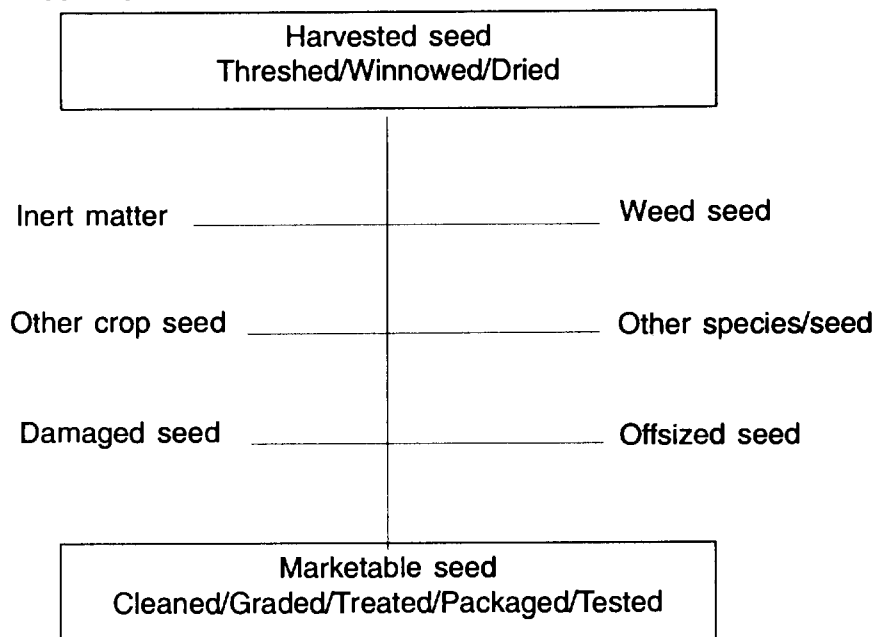 Harvested seed
Threshed/Winnowed/Dried
Inert matter
Weed seed
Other crop seed
Other species/seed
Damaged seed
Offsized seed
Marketable seed
Cleaned/Graded/Treated/Packaged/Tested